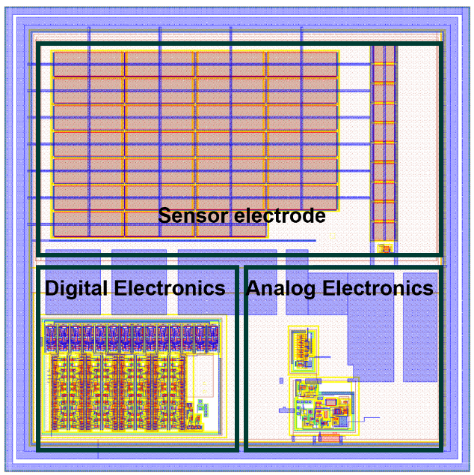 Sensor electrode
Digital Electronics
Analog Electronics